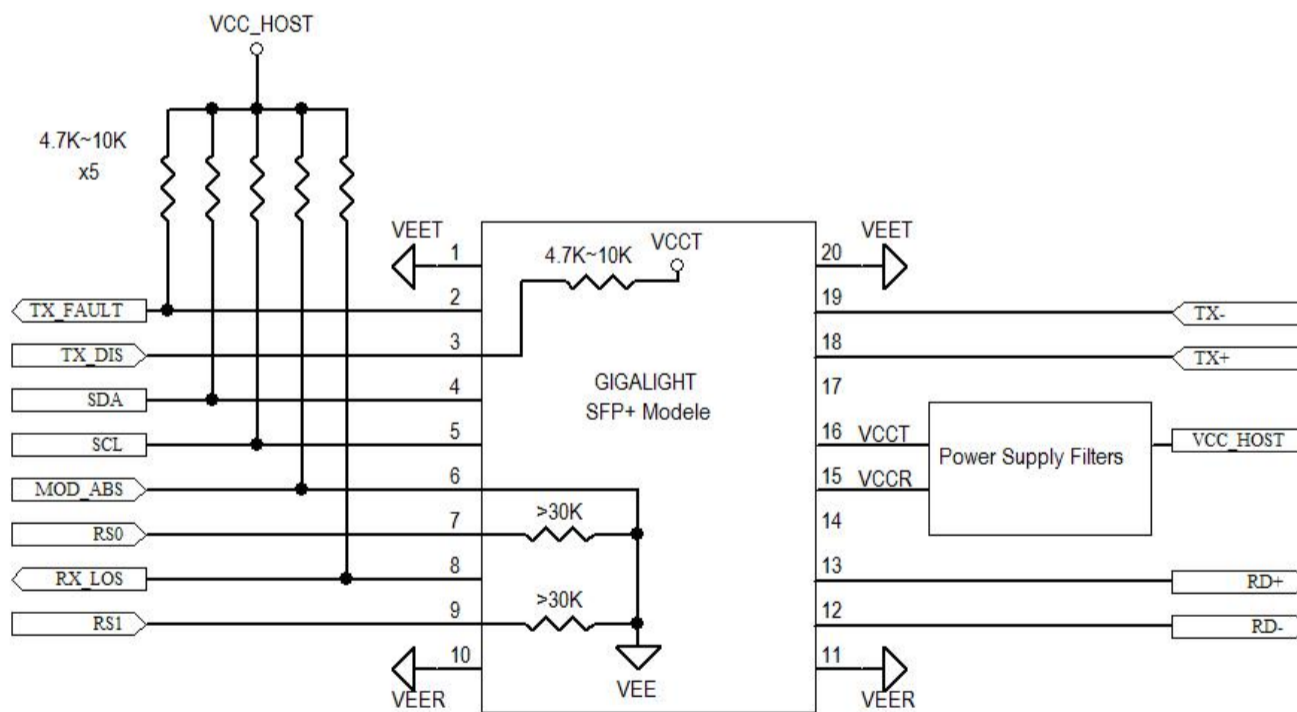 VCC_HOST
4.7K~10K
x5
VEET
1
4.7K~10K
VCCT
20
VEET
TX_FAULT
2
19
TX-
TX_DIS
3
18
TX+
SDA
4
GIGALIGHT
SFP+ Modele
17
SCL
5
16
VCCT
Power Supply Filters
VCC_HOST
MOD_ABS
6
15
VCCR
RS0
7
>30K
14
RX_LOS
8
13
RD+
RS1
9
>30K
12
RD-
10
VEER
VEE
11
VEER